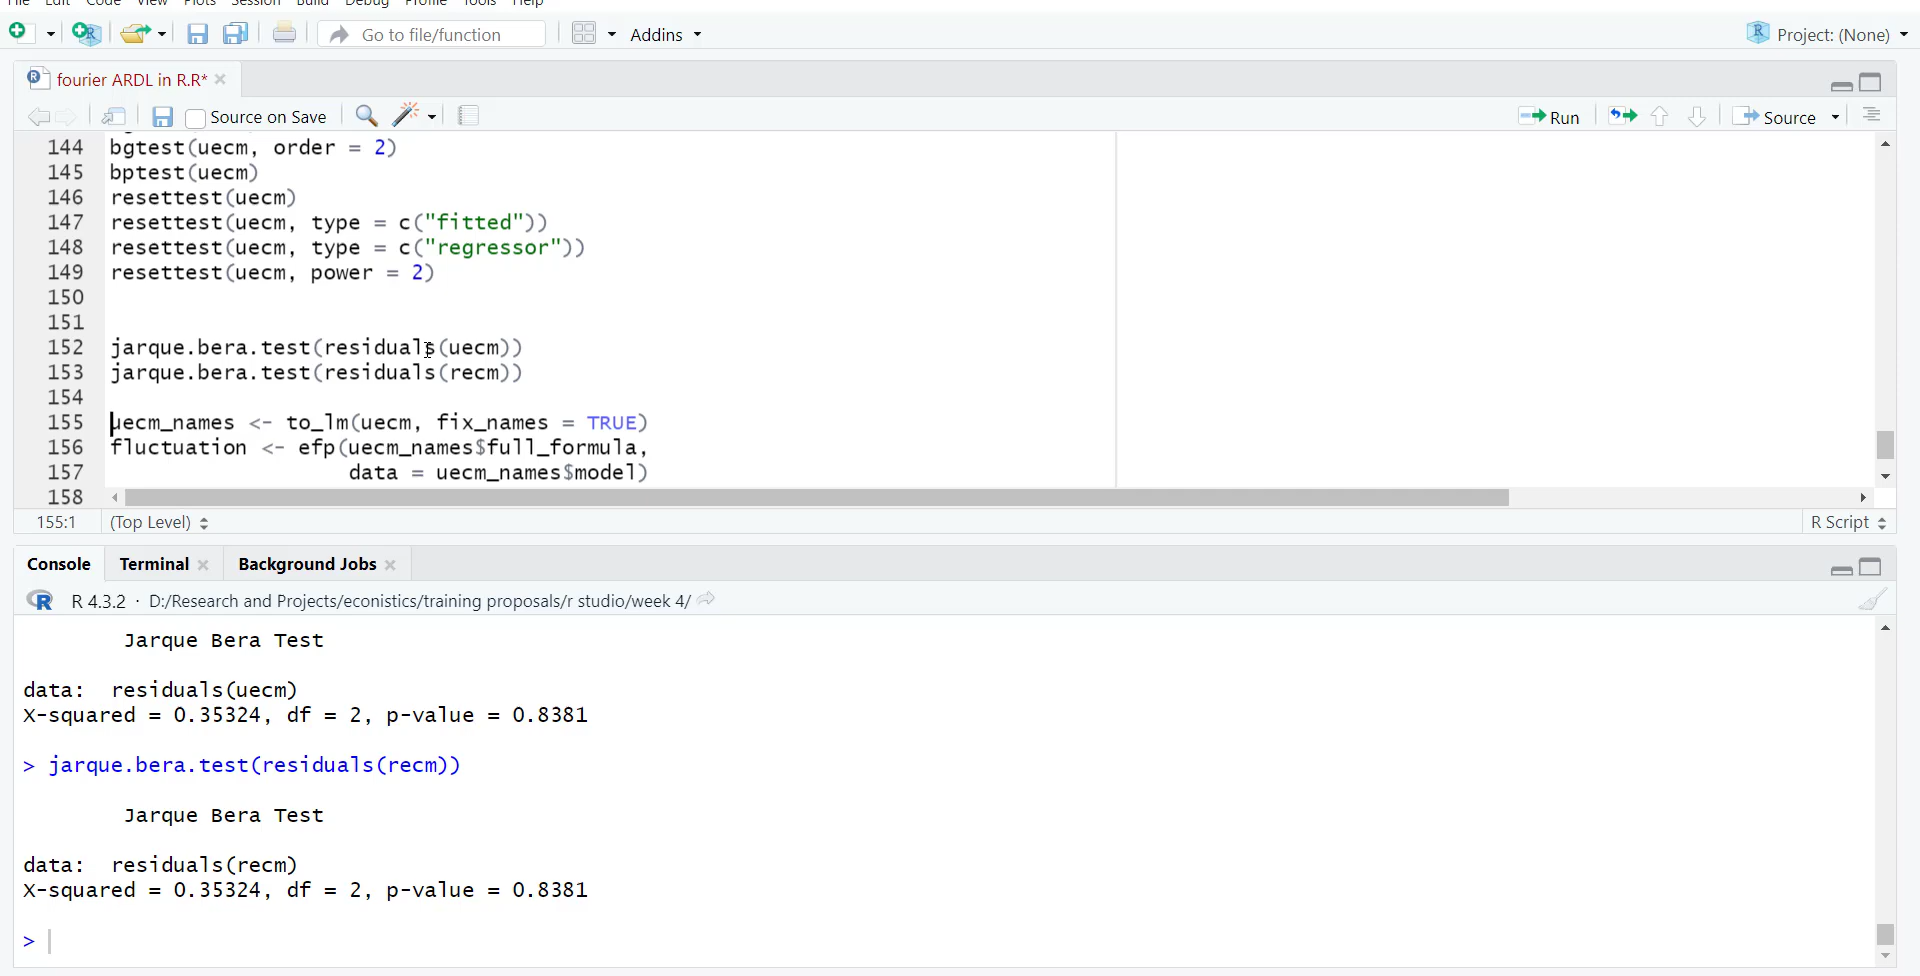 File Edit Code View Plots Session Build Debug Profile Tools Help
Go to file/function
Addins
Project: (None)
fourier ARDL in R.R*
Source on Save
Run
Source
144 bgtest(uecm, order = 2)
145 bptest(uecm)
146 resettest(uecm)
147 resettest(uecm, type = c("fitted"))
148 resettest(uecm, type = c("regressor"))
149 resettest(uecm, power = 2)
150
151
152 jarque.bera.test(residuals(uecm))
153 jarque.bera.test(residuals(recm))
154
155 uecm_names <- to_lm(uecm, fix_names = TRUE)
156 fluctuation <- efp(uecm_names$full_formula,
157 data = uecm_names$model)
158
155:1 (Top Level) R Script
Console Terminal Background Jobs
R 4.3.2 · D:/Research and Projects/econistics/training proposals/r studio/week 4/
Jarque Bera Test
data: residuals(uecm)
X-squared = 0.35324, df = 2, p-value = 0.8381
> jarque.bera.test(residuals(recm))
Jarque Bera Test
data: residuals(recm)
X-squared = 0.35324, df = 2, p-value = 0.8381
>